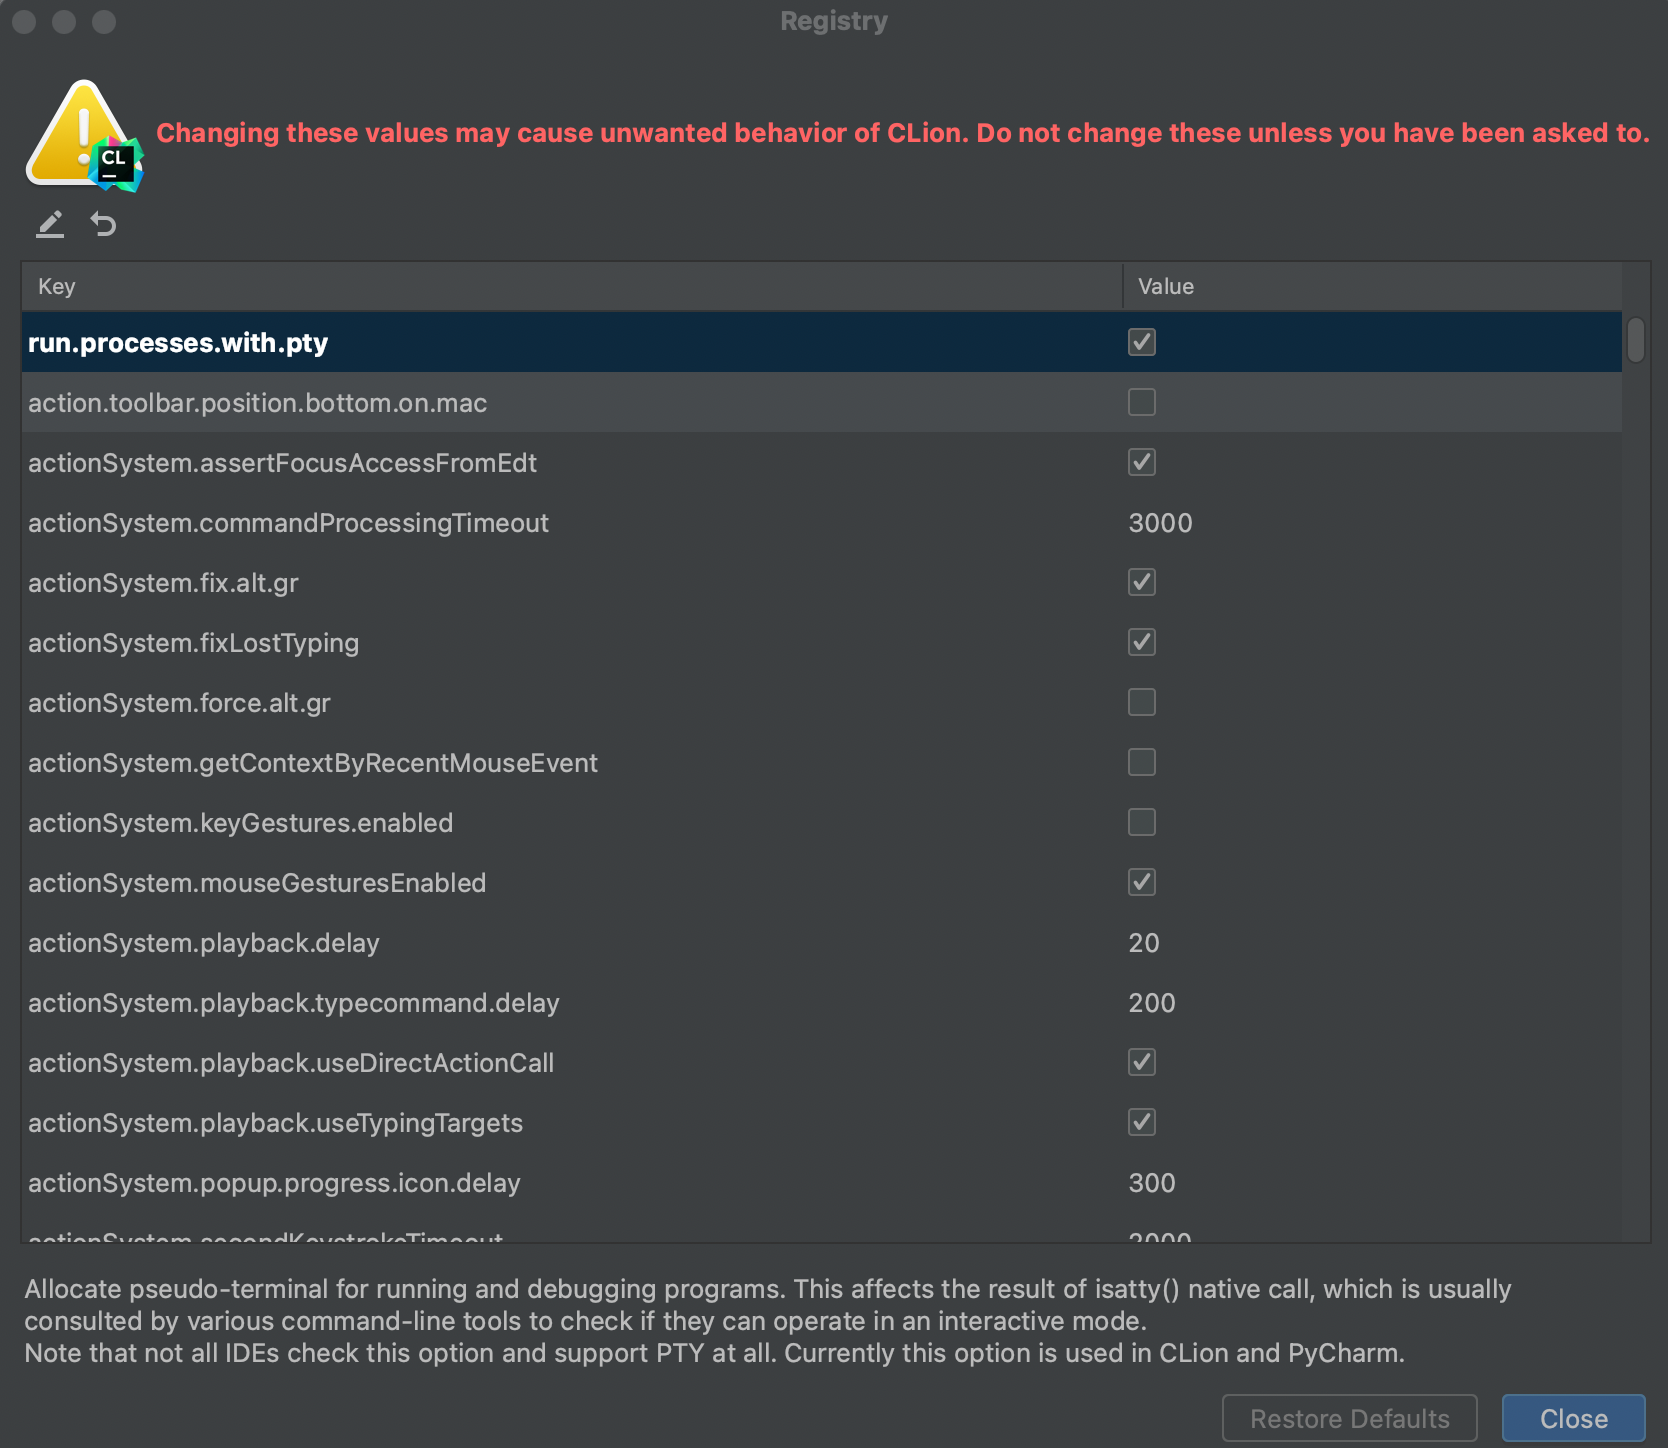 Registry
CL
Changing these values may cause unwanted behavior of CLion. Do not change these unless you have been asked to.
Key Value
run.processes.with.pty
action.toolbar.position.bottom.on.mac
actionSystem.assertFocusAccessFromEdt
actionSystem.commandProcessingTimeout 3000
actionSystem.fix.alt.gr
actionSystem.fixLostTyping
actionSystem.force.alt.gr
actionSystem.getContextByRecentMouseEvent
actionSystem.keyGestures.enabled
actionSystem.mouseGesturesEnabled
actionSystem.playback.delay 20
actionSystem.playback.typecommand.delay 200
actionSystem.playback.useDirectActionCall
actionSystem.playback.useTypingTargets
actionSystem.popup.progress.icon.delay 300
actionSystem.secondKeystrokeTimeout 2000
Allocate pseudo-terminal for running and debugging programs. This affects the result of isatty() native call, which is usually
consulted by various command-line tools to check if they can operate in an interactive mode.
Note that not all IDEs check this option and support PTY at all. Currently this option is used in CLion and PyCharm.
Restore Defaults Close